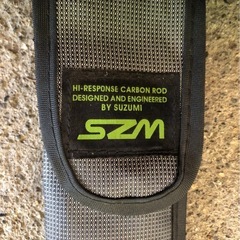 HI-RESPONSE CARBON ROD
DESIGNED AND ENGINEERED
BY SUZUMI
SZM